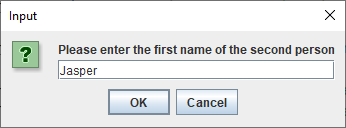 Input
Please enter the first name of the second person
Jasper
OK Cancel